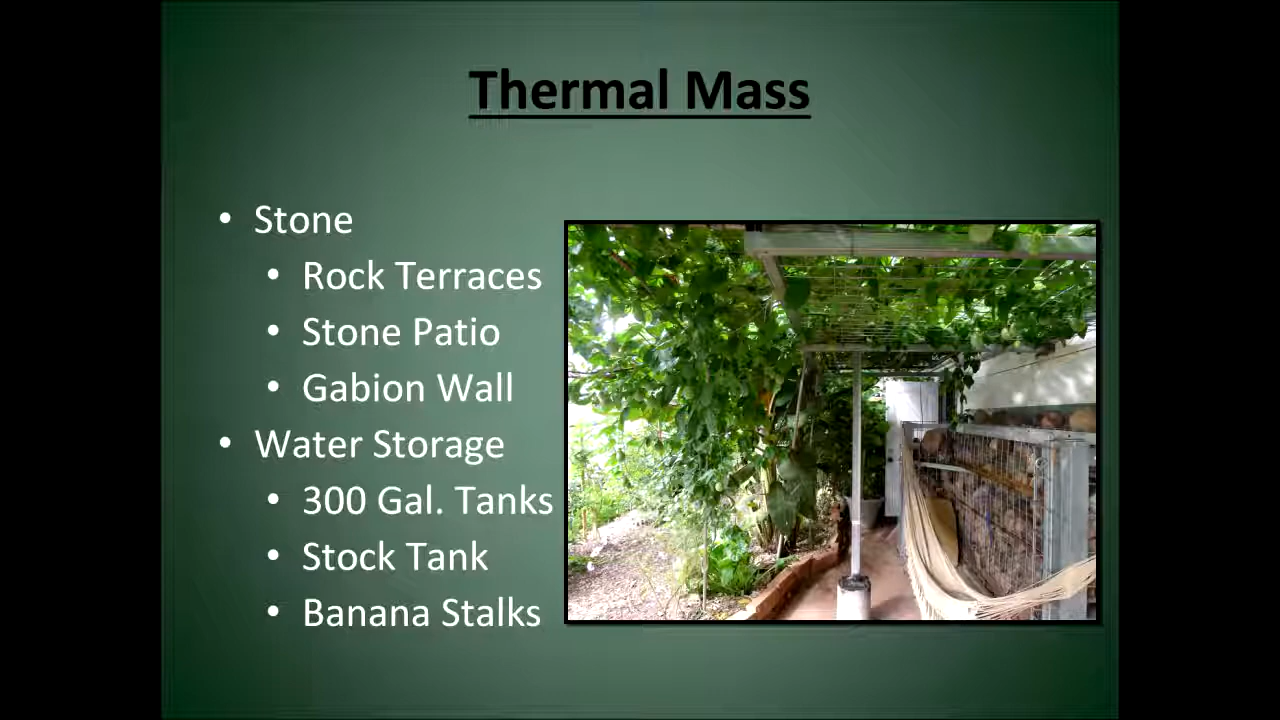 Thermal Mass
• Stone
• Rock Terraces
• Stone Patio
• Gabion Wall
• Water Storage
• 300 Gal. Tanks
• Stock Tank
• Banana Stalks